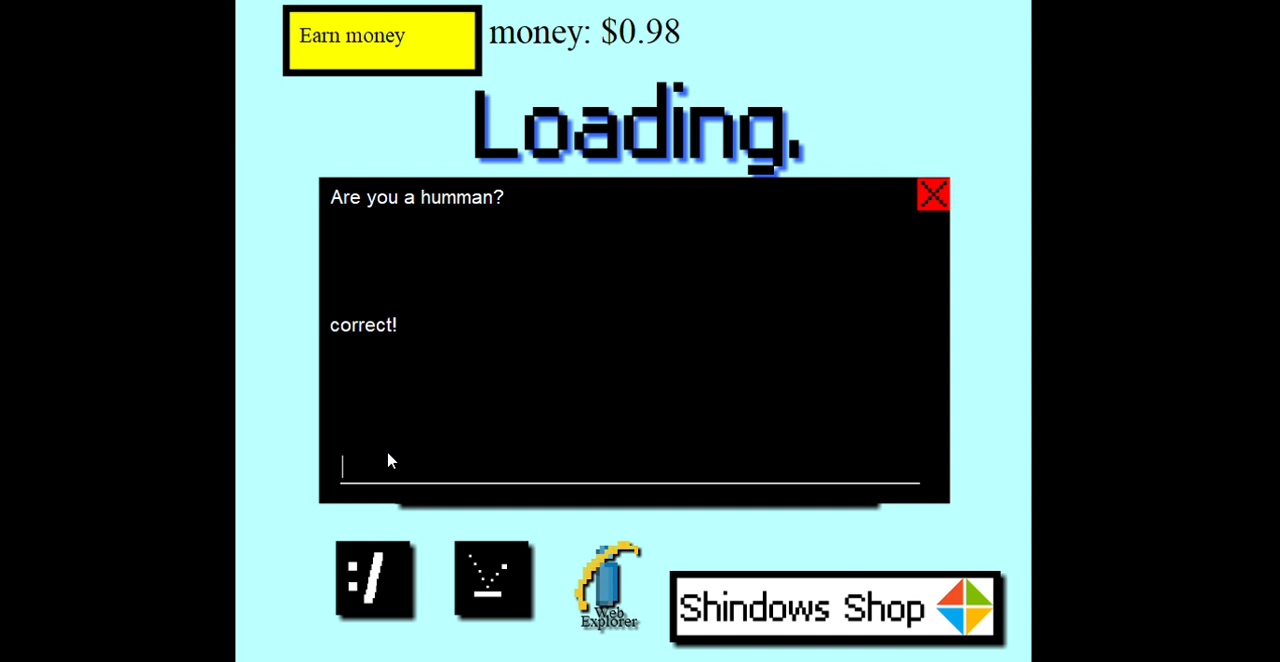 Earn money
money: $0.98
Loading.
Are you a humman?
correct!
:/
Web
Explorer
Shindows Shop